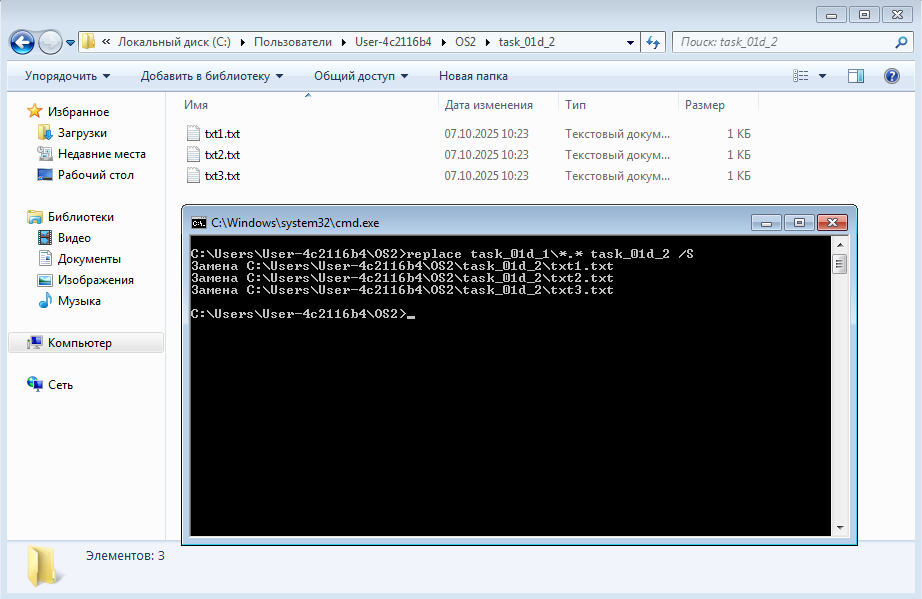 « Локальный диск (C:) Пользователи User-4c2116b4 OS2 task_01d_2
Поиск: task_01d_2
Упорядочить Добавить в библиотеку Общий доступ Новая папка
Избранное
Загрузки
Недавние места
Рабочий стол
Библиотеки
Видео
Документы
Изображения
Музыка
Компьютер
Сеть
Имя Дата изменения Тип Размер
txt1.txt 07.10.2025 10:23 Текстовый докум... 1 КБ
txt2.txt 07.10.2025 10:23 Текстовый докум... 1 КБ
txt3.txt 07.10.2025 10:23 Текстовый докум... 1 КБ
C:\Windows\system32\cmd.exe
C:\Users\User-4c2116b4\OS2>replace task_01d_1\*.* task_01d_2 /S
Замена C:\Users\User-4c2116b4\OS2\task_01d_2\txt1.txt
Замена C:\Users\User-4c2116b4\OS2\task_01d_2\txt2.txt
Замена C:\Users\User-4c2116b4\OS2\task_01d_2\txt3.txt
C:\Users\User-4c2116b4\OS2>_
Элементов: 3